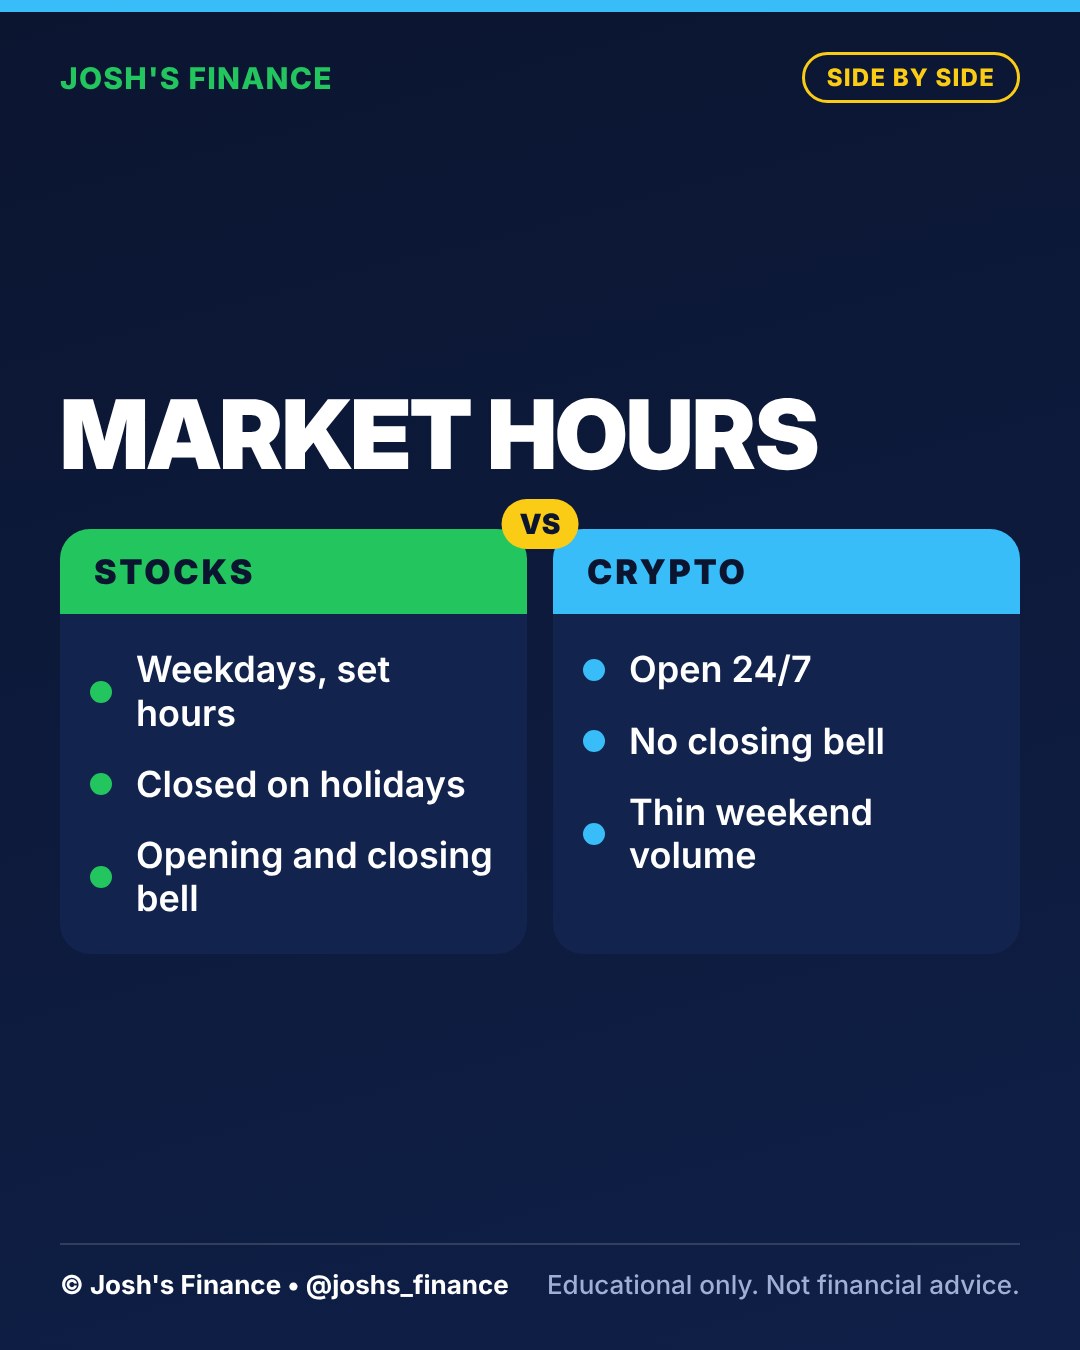 JOSH'S FINANCE
SIDE BY SIDE
MARKET HOURS
VS
STOCKS
Weekdays, set
hours
Closed on holidays
Opening and closing
bell
CRYPTO
Open 24/7
No closing bell
Thin weekend
volume
© Josh's Finance • @joshs_finance
Educational only. Not financial advice.